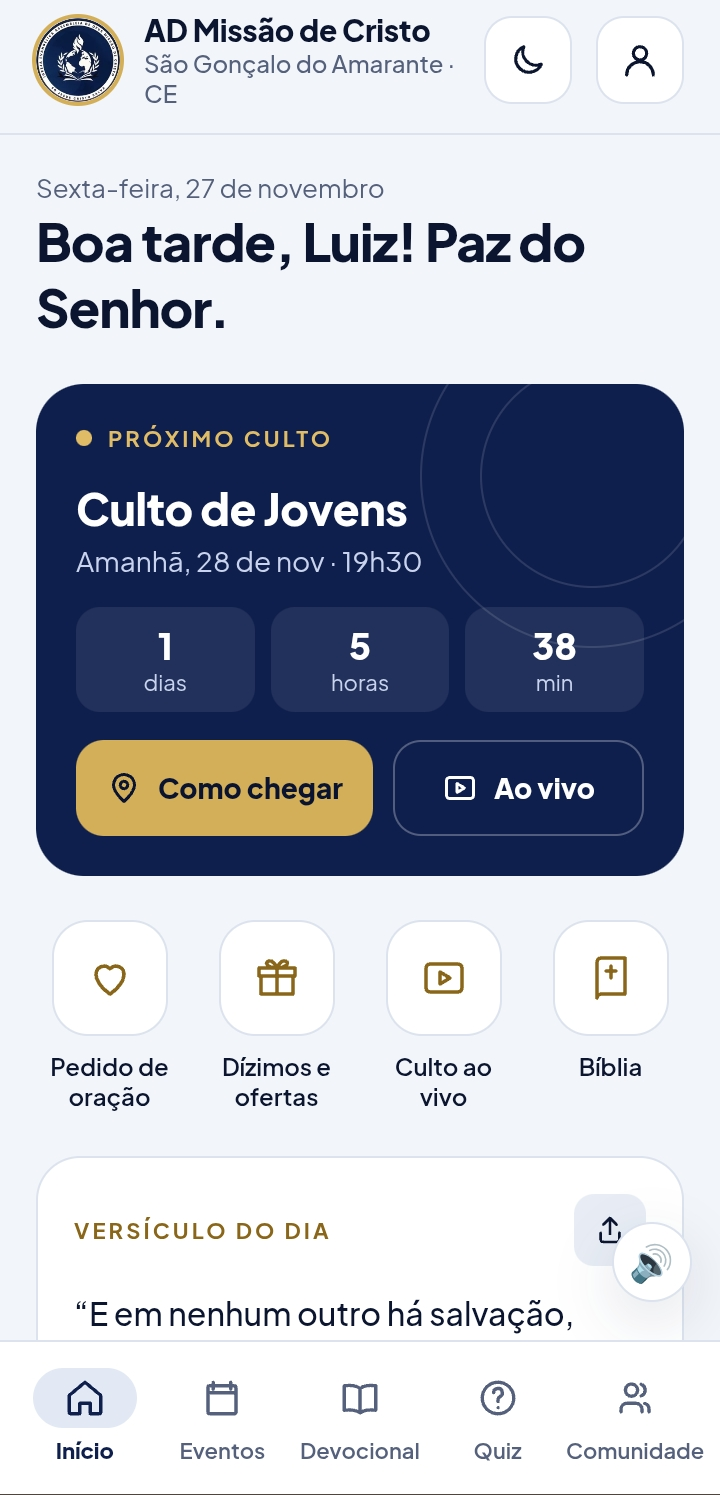 AD Missão de Cristo
São Gonçalo do Amarante ·
CE
Sexta-feira, 27 de novembro
Boa tarde, Luiz! Paz do
Senhor.
PRÓXIMO CULTO
Culto de Jovens
Amanhã, 28 de nov · 19h30
1 5 38
dias horas min
Como chegar Ao vivo
Pedido de oração
Dízimos e ofertas
Culto ao vivo
Bíblia
VERSÍCULO DO DIA
“E em nenhum outro há salvação,
Início Eventos Devocional Quiz Comunidade